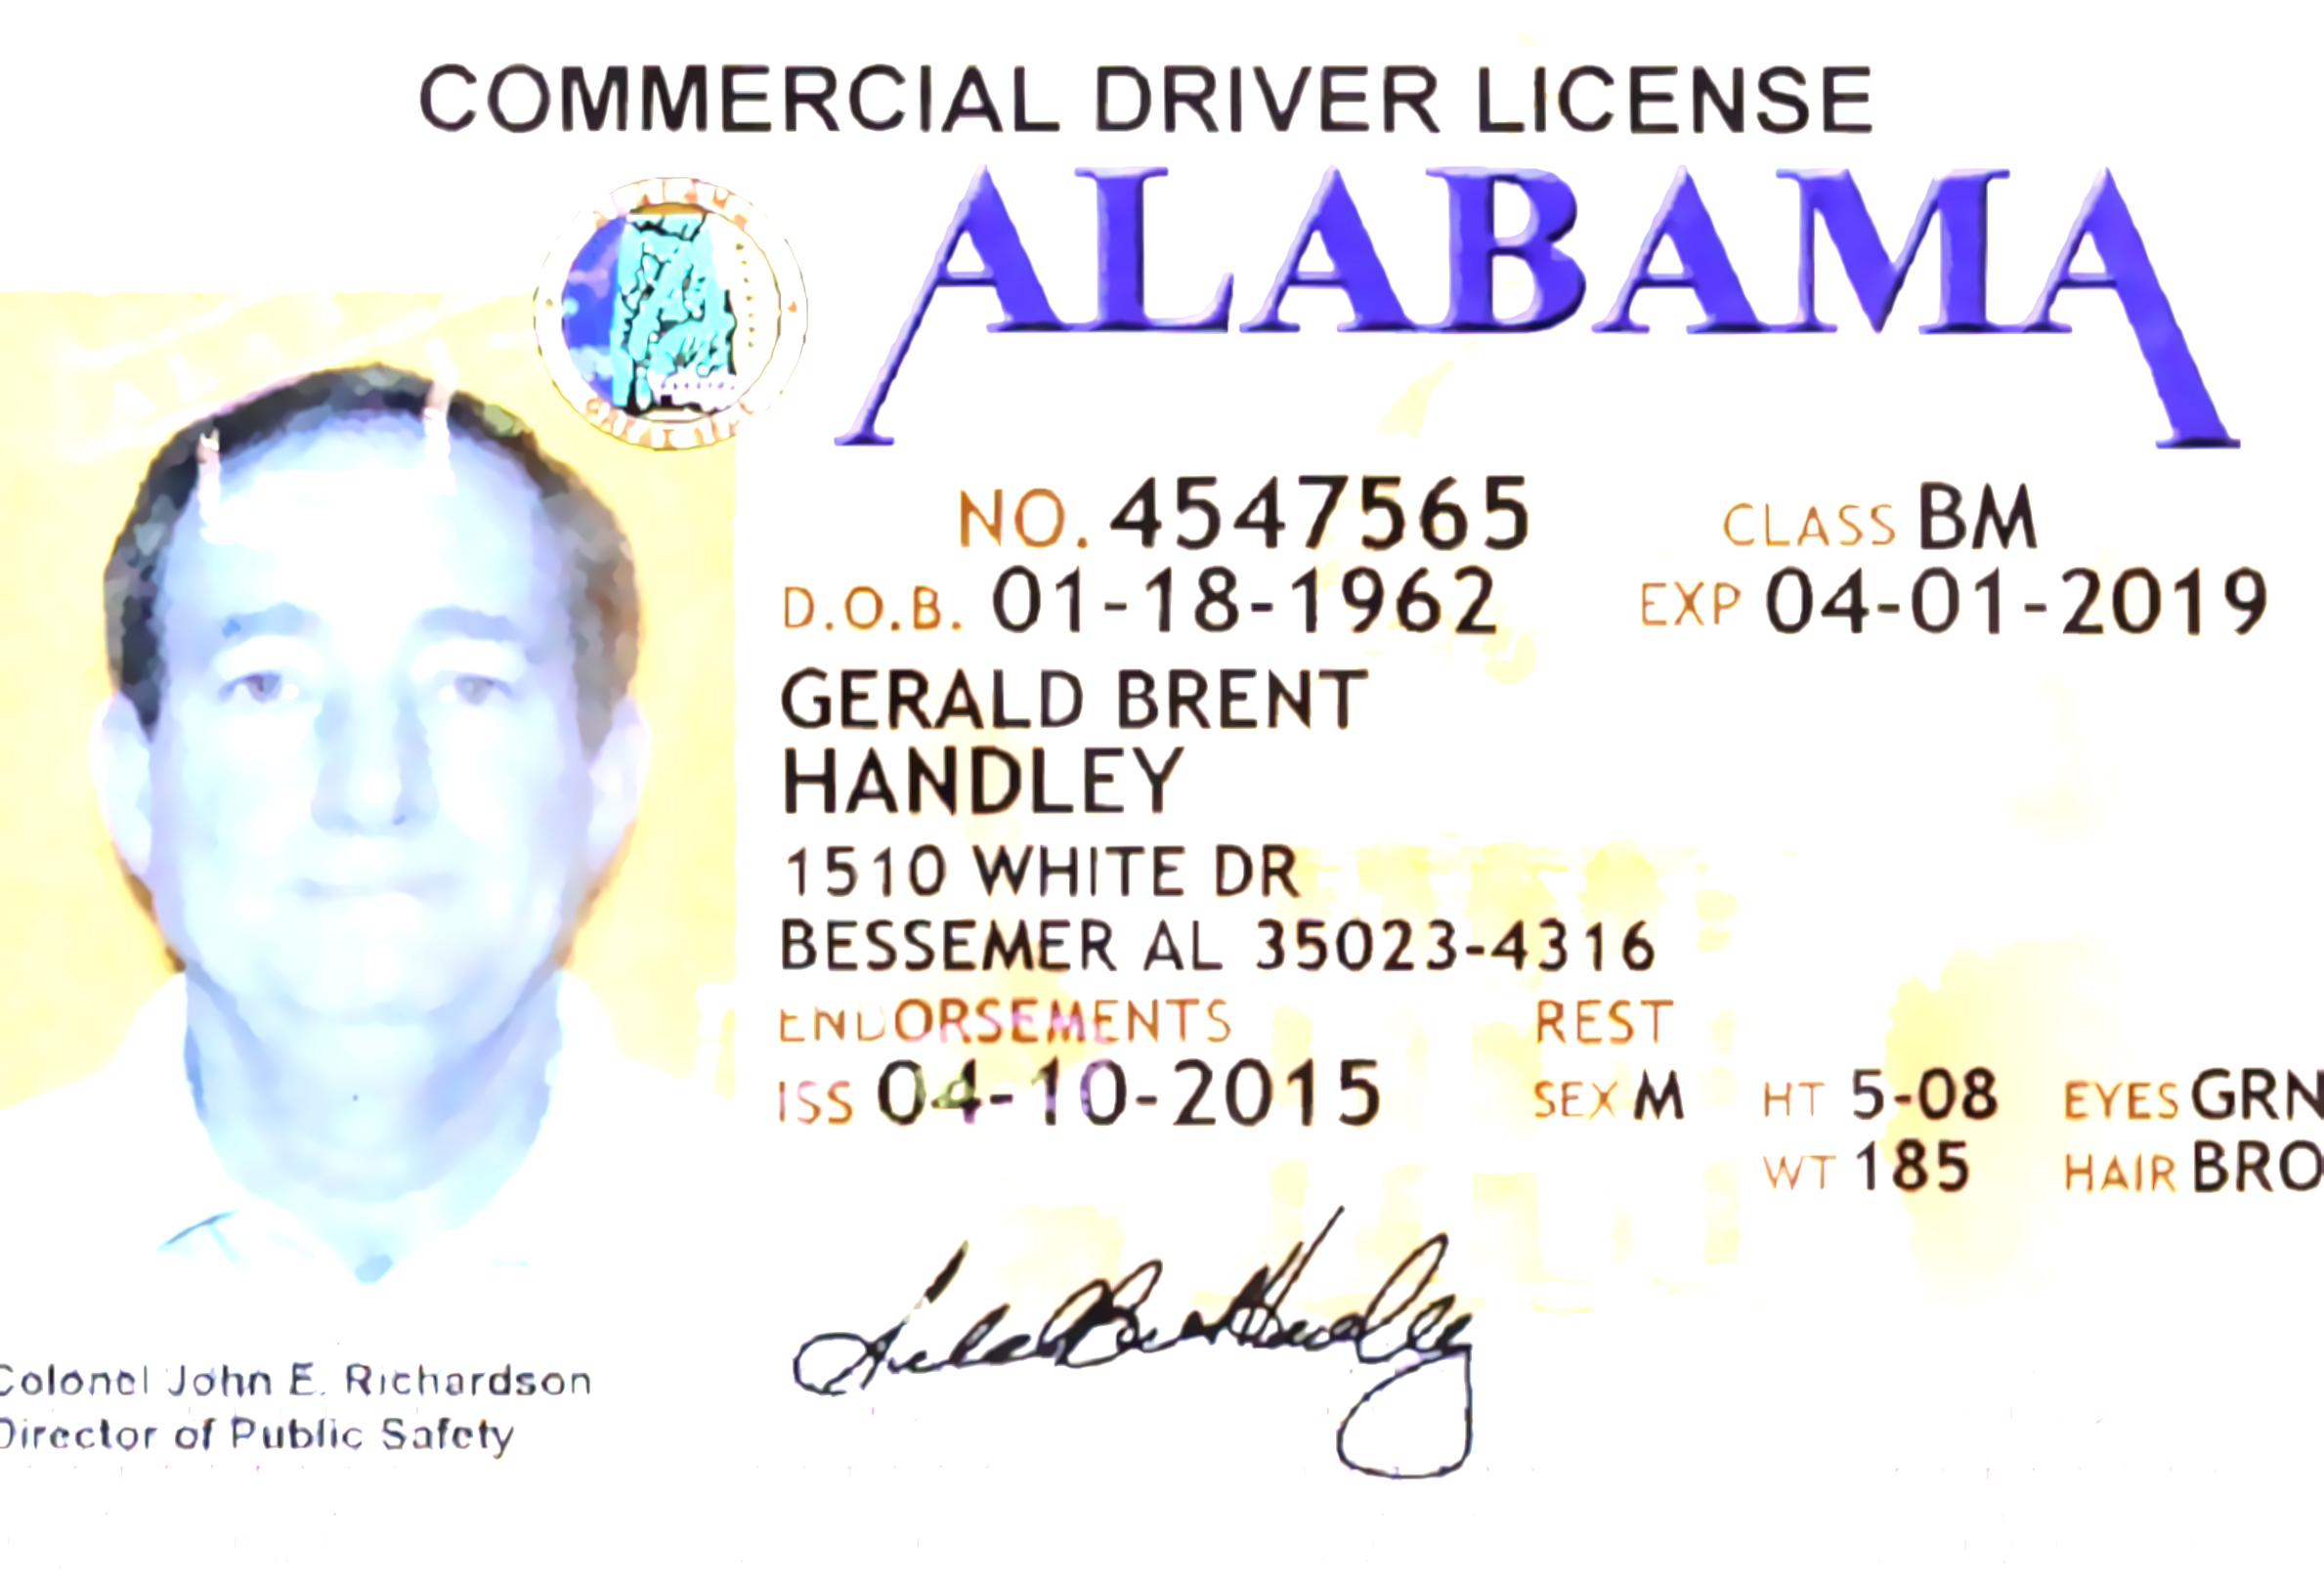 COMMERCIAL DRIVER LICENSE
ALABAMA
NO. 4547565 CLASS BM
D.O.B. 01-18-1962 EXP 04-01-2019
GERALD BRENT
HANDLEY
1510 WHITE DR
BESSEMER AL 35023-4316
ENDORSEMENTS REST
ISS 04-10-2015 SEX M HT 5-08 EYES GRN
WT 185 HAIR BRO
Colonel John E. Richardson
Director of Public Safety